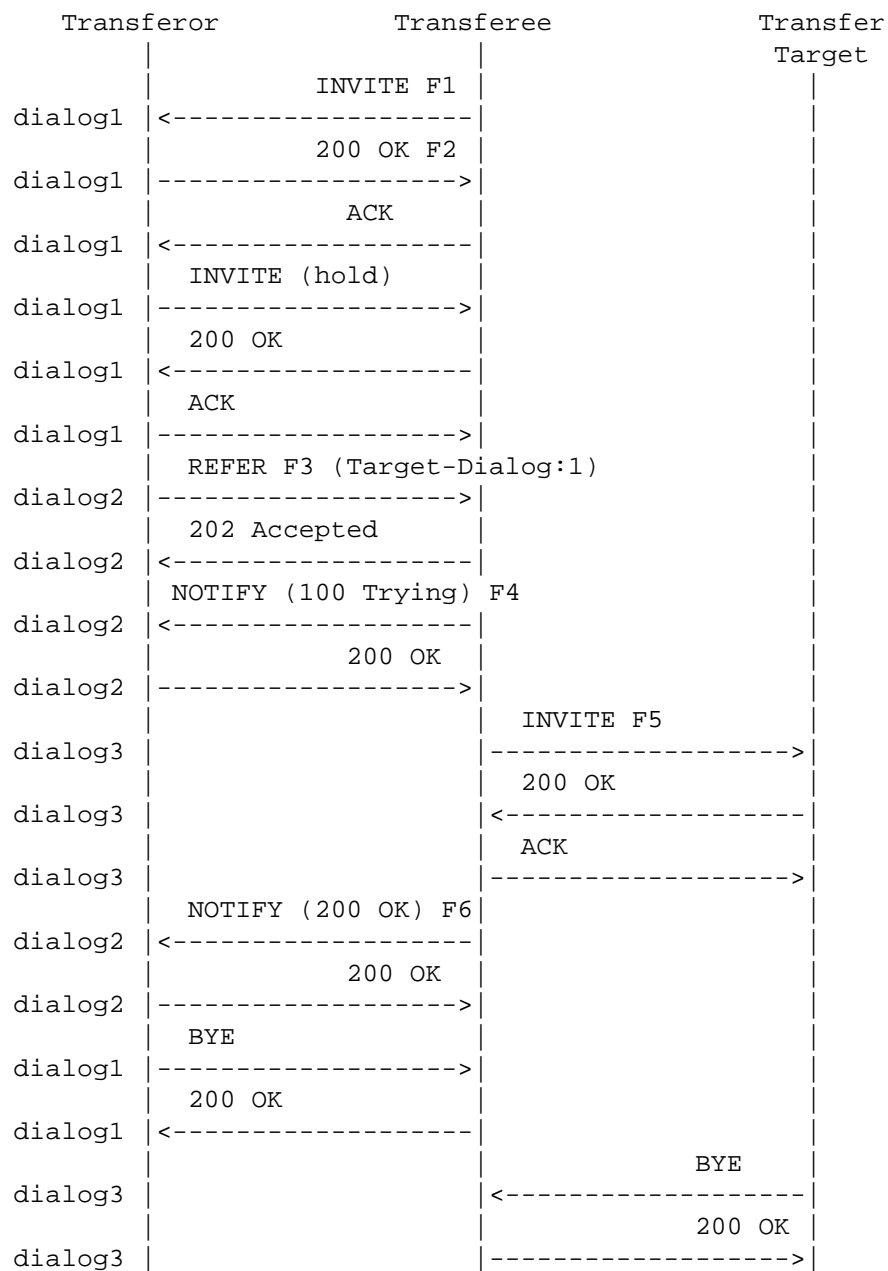 Transferor Transferee Transfer
Target
INVITE F1
dialog1 |<-------------------|
200 OK F2
dialog1 |------------------->|
ACK
dialog1 |<-------------------|
INVITE (hold)
dialog1 |------------------->|
200 OK
dialog1 |<-------------------|
ACK
dialog1 |------------------->|
REFER F3 (Target-Dialog:1)
dialog2 |------------------->|
202 Accepted
dialog2 |<-------------------|
NOTIFY (100 Trying) F4
dialog2 |<-------------------|
200 OK
dialog2 |------------------->|
INVITE F5
dialog3 |------------------->|
200 OK
dialog3 |<-------------------|
ACK
dialog3 |------------------->|
NOTIFY (200 OK) F6
dialog2 |<-------------------|
200 OK
dialog2 |------------------->|
BYE
dialog1 |------------------->|
200 OK
dialog1 |<-------------------|
BYE
dialog3 |<-------------------|
200 OK
dialog3 |------------------->|